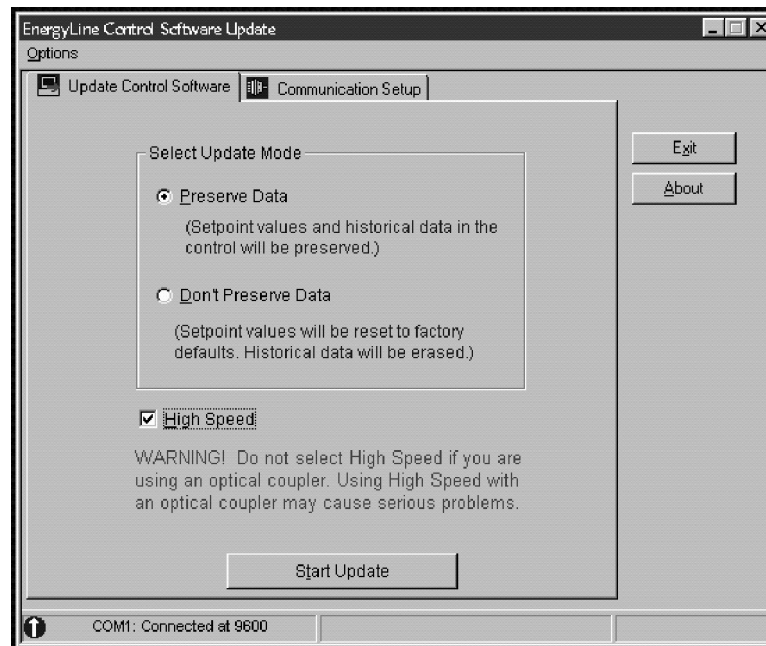 EnergyLine Control Software Update
Options
Update Control Software
Communication Setup
Select Update Mode
Preserve Data
(Setpoint values and historical data in the
control will be preserved.)
Don't Preserve Data
(Setpoint values will be reset to factory
defaults. Historical data will be erased.)
High Speed
WARNING! Do not select High Speed if you are
using an optical coupler. Using High Speed with
an optical coupler may cause serious problems.
Start Update
Exit
About
COM1: Connected at 9600